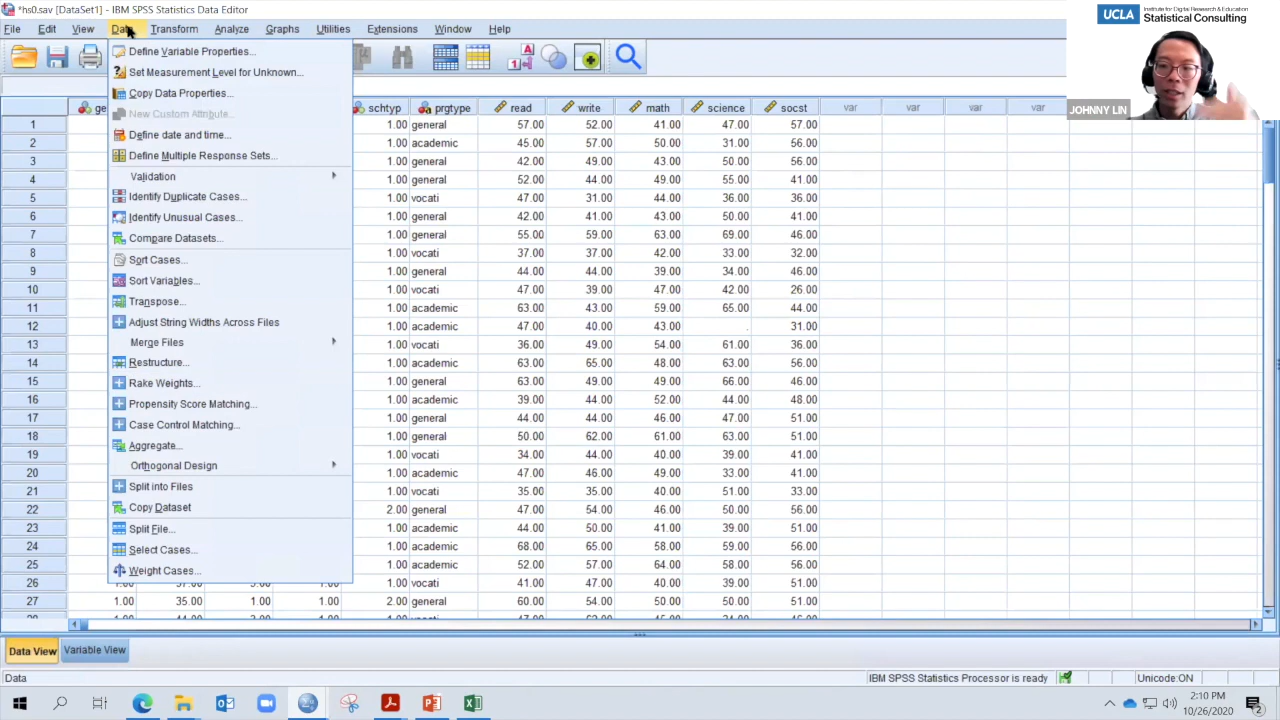 *hs0.sav [DataSet1] - IBM SPSS Statistics Data Editor
File Edit View Data Transform Analyze Graphs Utilities Extensions Window Help
UCLA Institute for Digital Research & Education
Statistical Consulting
JOHNNY LIN
Define Variable Properties...
Set Measurement Level for Unknown...
Copy Data Properties...
New Custom Attribute...
Define date and time...
Define Multiple Response Sets...
Validation
Identify Duplicate Cases...
Identify Unusual Cases...
Compare Datasets...
Sort Cases...
Sort Variables...
Transpose...
Adjust String Widths Across Files
Merge Files
Restructure...
Rake Weights...
Propensity Score Matching...
Case Control Matching...
Aggregate...
Orthogonal Design
Split into Files
Copy Dataset
Split File...
Select Cases...
Weight Cases...
ge schtyp prgtype read write math science socst var var var var
1 1.00 general 57.00 52.00 41.00 47.00 57.00
2 1.00 academic 45.00 57.00 50.00 31.00 56.00
3 1.00 general 42.00 49.00 43.00 50.00 56.00
4 1.00 general 52.00 44.00 49.00 55.00 41.00
5 1.00 vocati 47.00 31.00 44.00 36.00 36.00
6 1.00 general 42.00 41.00 43.00 50.00 41.00
7 1.00 general 55.00 59.00 63.00 69.00 46.00
8 1.00 vocati 37.00 37.00 42.00 33.00 32.00
9 1.00 general 44.00 44.00 39.00 34.00 46.00
10 1.00 vocati 47.00 39.00 47.00 42.00 26.00
11 1.00 academic 63.00 43.00 59.00 65.00 44.00
12 1.00 academic 47.00 40.00 43.00 . 31.00
13 1.00 vocati 36.00 49.00 54.00 61.00 36.00
14 1.00 academic 63.00 65.00 48.00 63.00 56.00
15 1.00 general 63.00 49.00 49.00 66.00 46.00
16 1.00 academic 39.00 44.00 52.00 44.00 48.00
17 1.00 general 44.00 44.00 46.00 47.00 51.00
18 1.00 general 50.00 62.00 61.00 63.00 51.00
19 1.00 vocati 34.00 44.00 40.00 39.00 41.00
20 1.00 academic 47.00 46.00 49.00 33.00 41.00
21 1.00 vocati 35.00 35.00 40.00 51.00 33.00
22 2.00 general 47.00 54.00 46.00 50.00 56.00
23 1.00 academic 44.00 50.00 41.00 39.00 51.00
24 1.00 academic 68.00 65.00 58.00 59.00 56.00
25 1.00 academic 52.00 57.00 64.00 58.00 56.00
26 1.00 vocati 41.00 47.00 40.00 39.00 51.00
27 1.00 35.00 1.00 1.00 2.00 general 60.00 54.00 50.00 50.00 51.00
Data View Variable View
Data IBM SPSS Statistics Processor is ready Unicode:ON
2:10 PM
10/26/2020
2